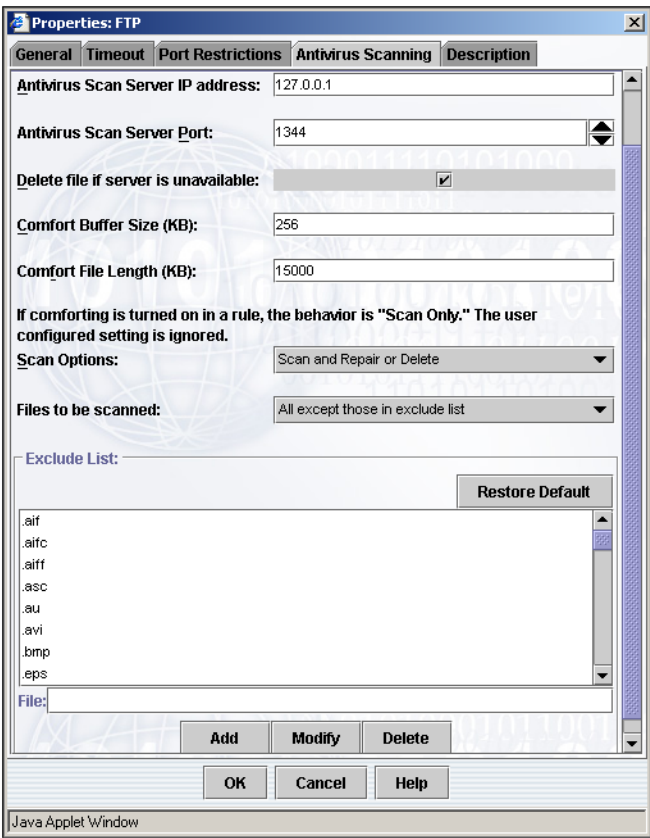 Properties: FTP
General Timeout Port Restrictions Antivirus Scanning Description
Antivirus Scan Server IP address: 127.0.0.1
Antivirus Scan Server Port: 1344
Delete file if server is unavailable:
Comfort Buffer Size (KB): 256
Comfort File Length (KB): 15000
If comforting is turned on in a rule, the behavior is "Scan Only." The user
configured setting is ignored.
Scan Options: Scan and Repair or Delete
Files to be scanned: All except those in exclude list
Exclude List:
Restore Default
.aif
.aifc
.aiff
.asc
.au
.avi
.bmp
.eps
File:
Add Modify Delete
OK Cancel Help
Java Applet Window